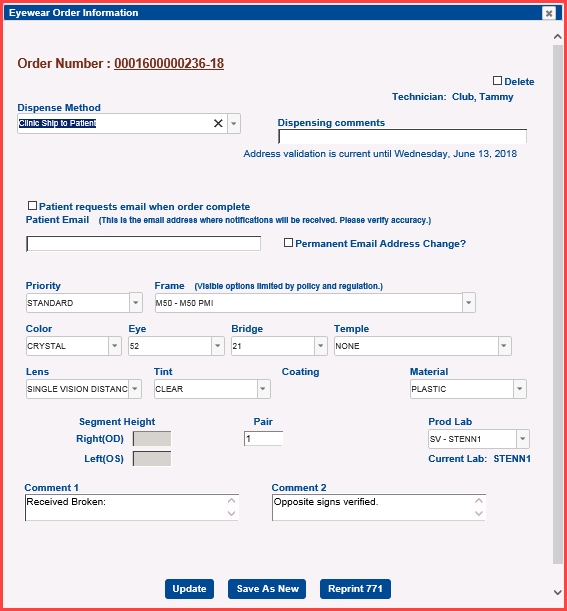 Eyewear Order Information
Order Number : 0001600000236-18
Delete
Technician: Club, Tammy
Dispense Method
Clinic Ship to Patient
Dispensing comments
Address validation is current until Wednesday, June 13, 2018
Patient requests email when order complete
Patient Email (This is the email address where notifications will be received. Please verify accuracy.)
Permanent Email Address Change?
Priority Frame (Visible options limited by policy and regulation.)
STANDARD M50 - M50 PMI
Color Eye Bridge Temple
CRYSTAL 52 21 NONE
Lens Tint Coating Material
SINGLE VISION DISTANC CLEAR PLASTIC
Segment Height Pair Prod Lab
Right(OD) 1 SV - STENN1
Left(OS) Current Lab: STENN1
Comment 1 Comment 2
Received Broken: Opposite signs verified.
Update Save As New Reprint 771